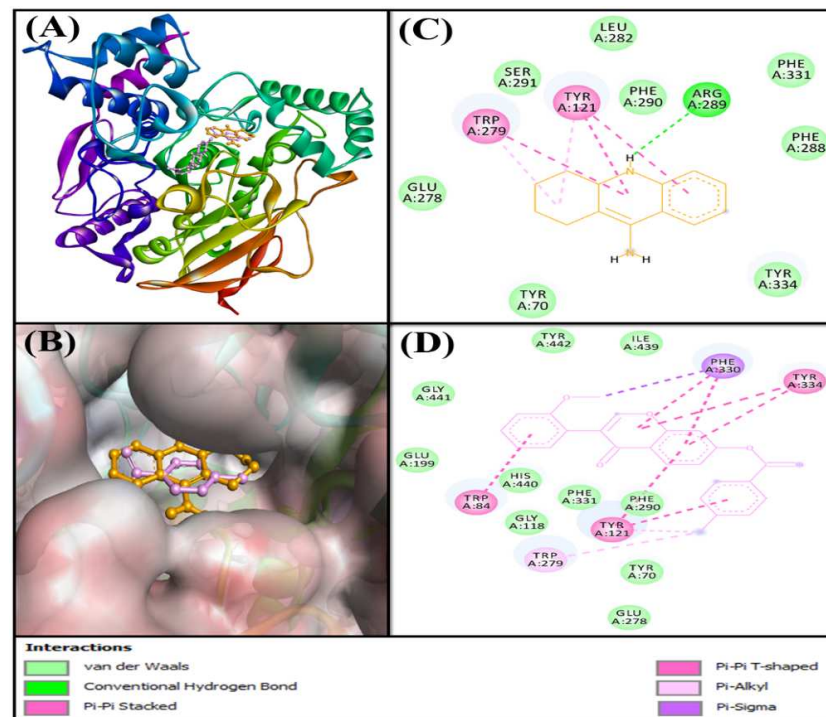 (A)
(B)
(C)
LEU
A:282
SER
A:291
TYR
A:121
PHE
A:290
ARG
A:289
PHE
A:331
TRP
A:279
PHE
A:288
GLU
A:278
H
N
N
H
H
TYR
A:334
TYR
A:70
(D)
TYR
A:442
ILE
A:439
PHE
A:330
TYR
A:334
GLY
A:441
GLU
A:199
HIS
A:440
TRP
A:84
PHE
A:331
PHE
A:290
GLY
A:118
TYR
A:121
TRP
A:279
TYR
A:70
GLU
A:278
Interactions
van der Waals
Conventional Hydrogen Bond
Pi-Pi Stacked
Pi-Pi T-shaped
Pi-Alkyl
Pi-Sigma